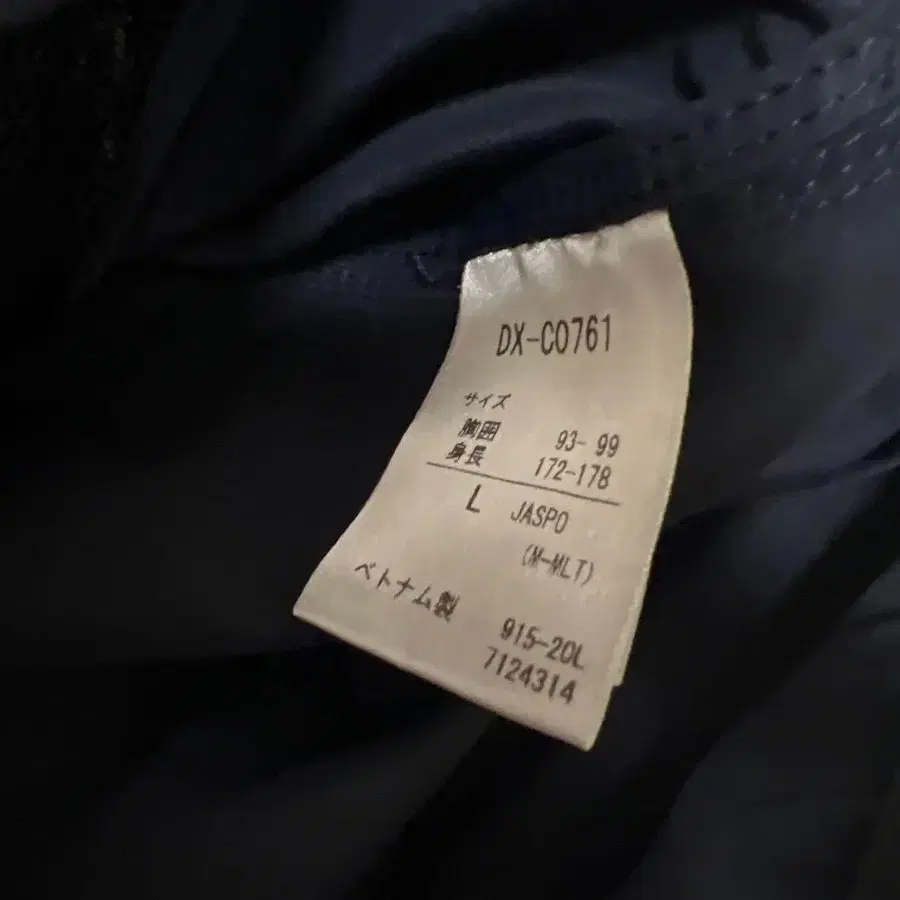 DX-C0761
サイズ
胸囲 93-99
身長 172-178
L JASPO
(M-MLT)
ベトナム製
915-20L
7124314